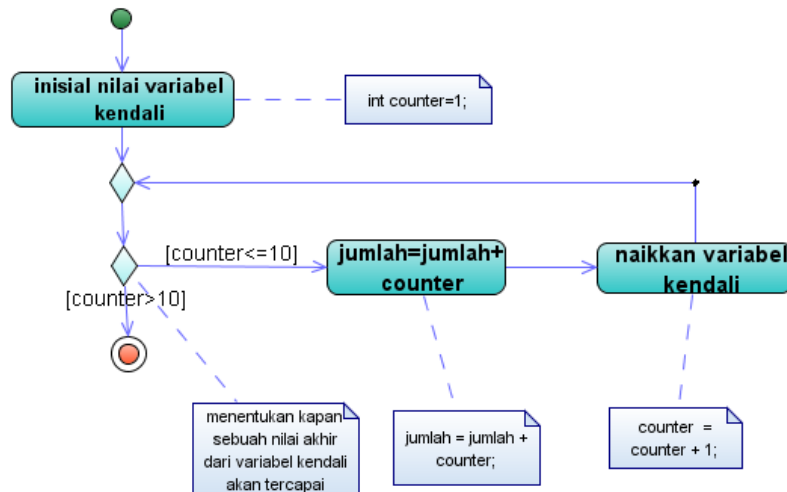 inisial nilai variabel
kendali
int counter=1;
[counter<=10]
jumlah=jumlah+
counter
naikkan variabel
kendali
[counter>10]
menentukan kapan
sebuah nilai akhir
dari variabel kendali
akan tercapai
jumlah = jumlah +
counter;
counter =
counter + 1;